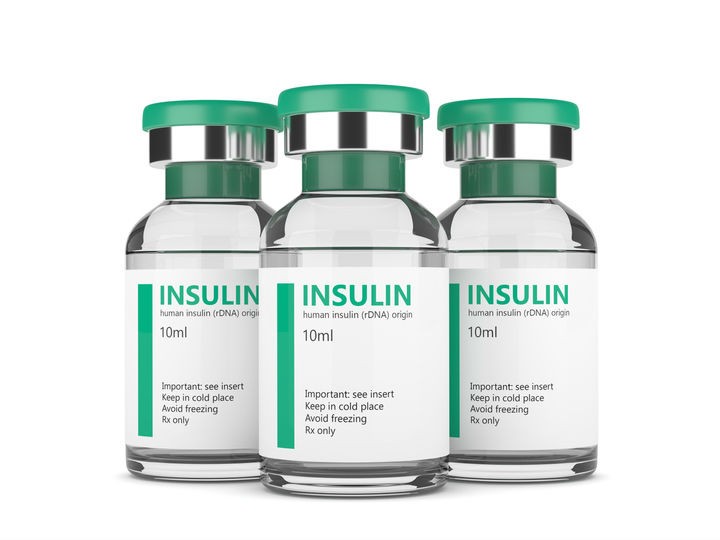 INSULIN
human insulin (rDNA) origin
10ml
Important: see insert
Keep in cold place
Avoid freezing
Rx only
INSULIN
human insulin (rDNA) origin
10ml
Important: see insert
Keep in cold place
Avoid freezing
Rx only
INSULIN
human insulin (rDNA) origin
10ml
Important: see insert
Keep in cold place
Avoid freezing
Rx only